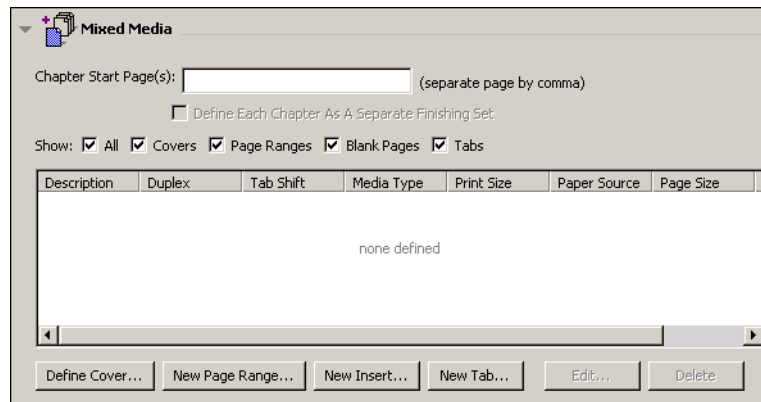 Mixed Media
Chapter Start Page(s): (separate page by comma)
Define Each Chapter As A Separate Finishing Set
Show: All Covers Page Ranges Blank Pages Tabs
Description Duplex Tab Shift Media Type Print Size Paper Source Page Size
none defined
Define Cover... New Page Range... New Insert... New Tab... Edit... Delete